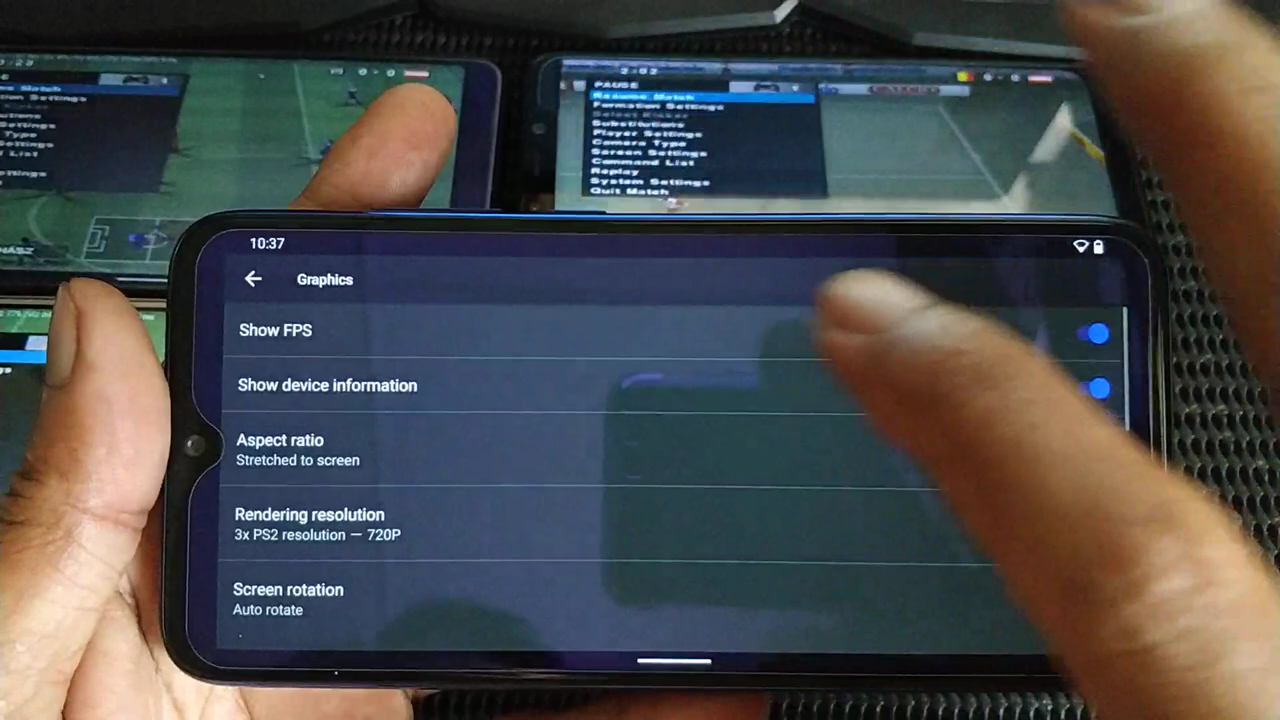 PAUSE
Resume Match
Formation Settings
Substitutions
Player Settings
Camera Type
Screen Settings
Command List
Replay
System Settings
Quit Match
10:37
Graphics
Show FPS
Show device information
Aspect ratio
Stretched to screen
Rendering resolution
3x PS2 resolution — 720P
Screen rotation
Auto rotate